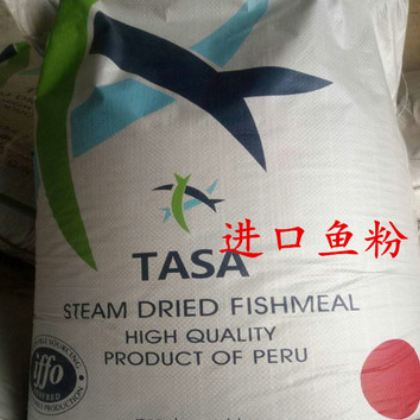 进口鱼粉
TASA
STEAM DRIED FISHMEAL
HIGH QUALITY
PRODUCT OF PERU
iffo